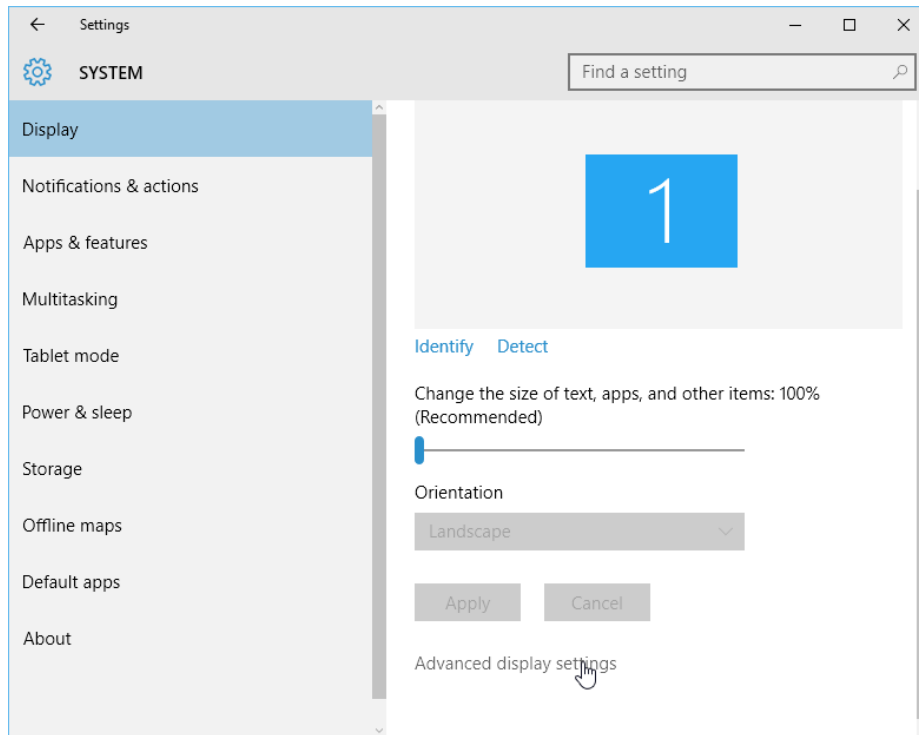 Settings
SYSTEM
Find a setting
Display
Notifications & actions
Apps & features
Multitasking
Tablet mode
Power & sleep
Storage
Offline maps
Default apps
About
1
Identify Detect
Change the size of text, apps, and other items: 100%
(Recommended)
Orientation
Landscape
Apply Cancel
Advanced display settings